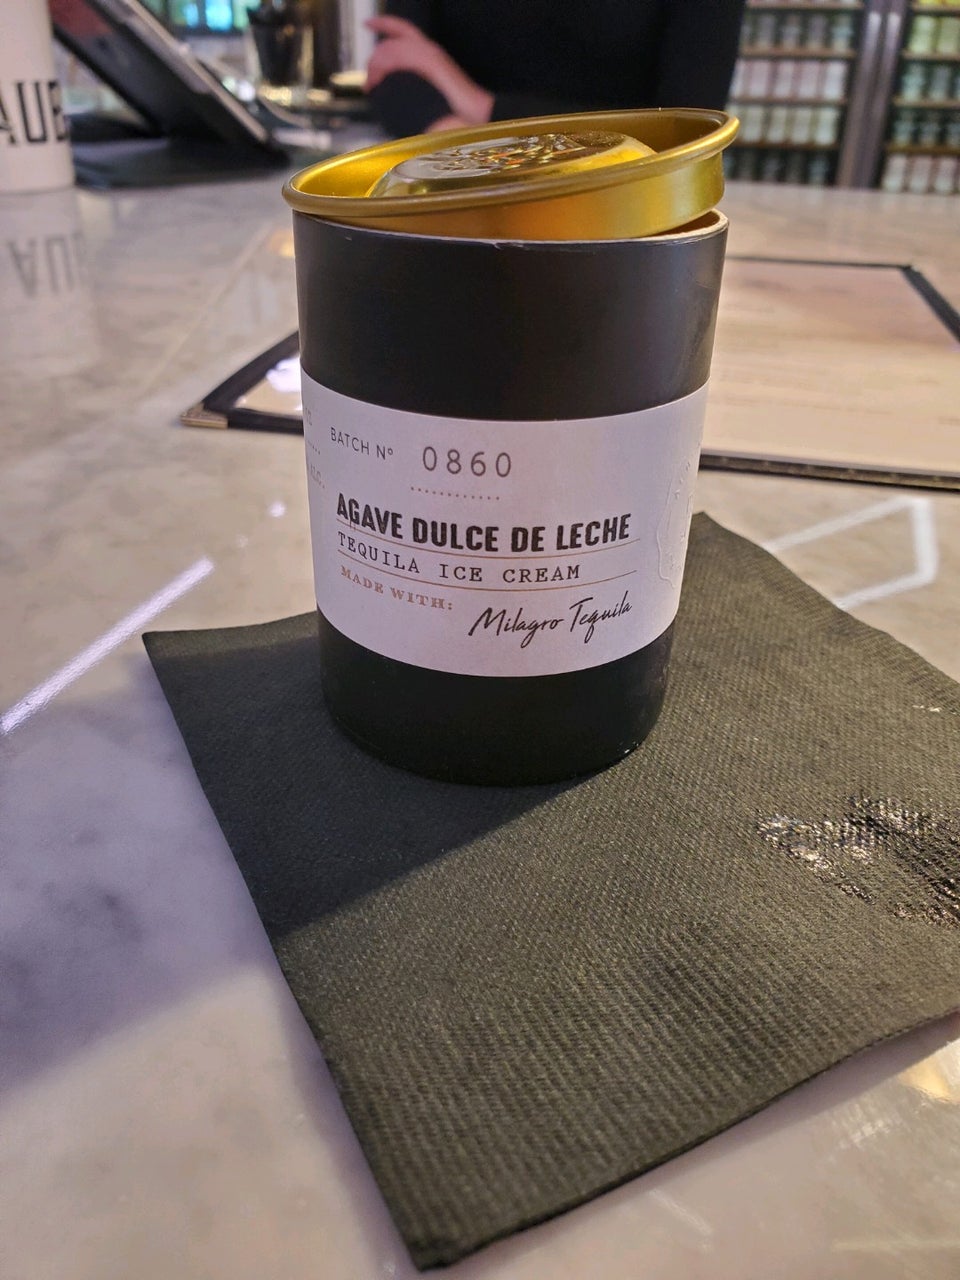 BATCH Nº 0860
AGAVE DULCE DE LECHE
TEQUILA ICE CREAM
MADE WITH:
Milagro Tequila